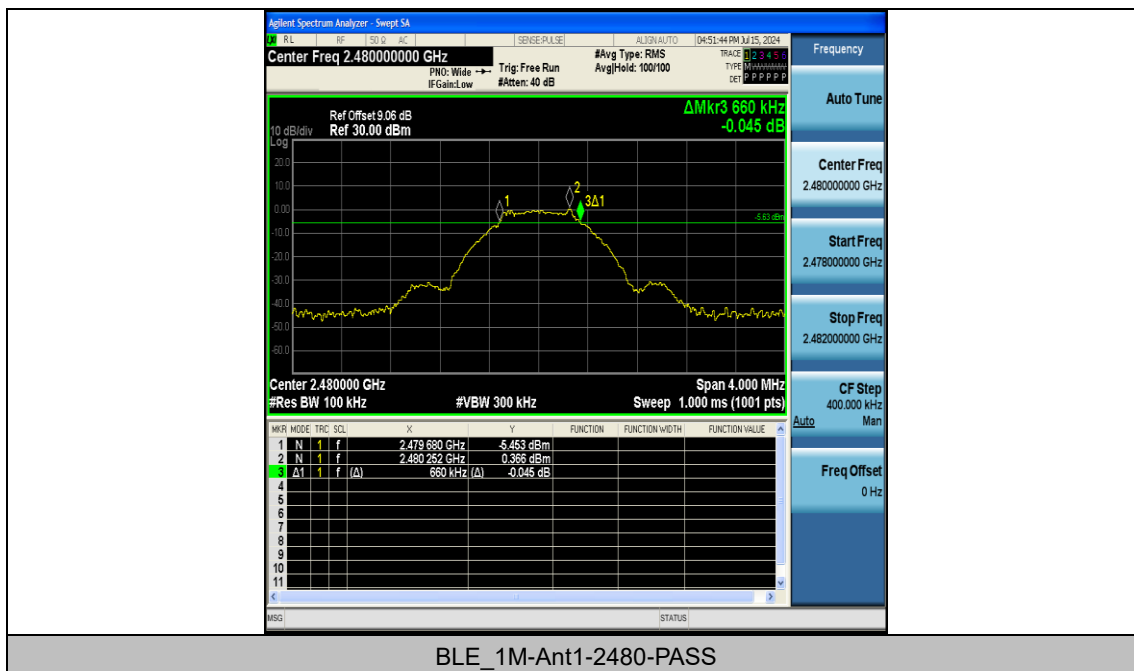 Agilent Spectrum Analyzer - Swept SA
RL RF 50 Ω AC SENSE:PULSE ALIGN AUTO 04:51:44 PM Jul 15, 2024
Center Freq 2.480000000 GHz
PNO: Wide
IFGain:Low
Trig: Free Run
#Atten: 40 dB
#Avg Type: RMS
Avg|Hold: 100/100
TRACE 1 2 3 4 5 6
TYPE M
DET P P P P P P
Frequency
Auto Tune
Center Freq
2.480000000 GHz
Start Freq
2.478000000 GHz
Stop Freq
2.482000000 GHz
CF Step
400.000 kHz
Auto Man
Freq Offset
0 Hz
ΔMkr3 660 kHz
-0.045 dB
Ref Offset 9.06 dB
10 dB/div Ref 30.00 dBm
Log
20.0
10.0
0.00
-10.0
-20.0
-30.0
-40.0
-50.0
-60.0
1
2
3Δ1
-5.63 dBm
Center 2.480000 GHz Span 4.000 MHz
#Res BW 100 kHz #VBW 300 kHz Sweep 1.000 ms (1001 pts)
MKR MODE TRC SCL X Y FUNCTION FUNCTION WIDTH FUNCTION VALUE
1 N 1 f 2.479 680 GHz -5.453 dBm
2 N 1 f 2.480 252 GHz 0.366 dBm
3 Δ1 1 f (Δ) 660 kHz (Δ) -0.045 dB
4
5
6
7
8
9
10
11
MSG STATUS
BLE_1M-Ant1-2480-PASS